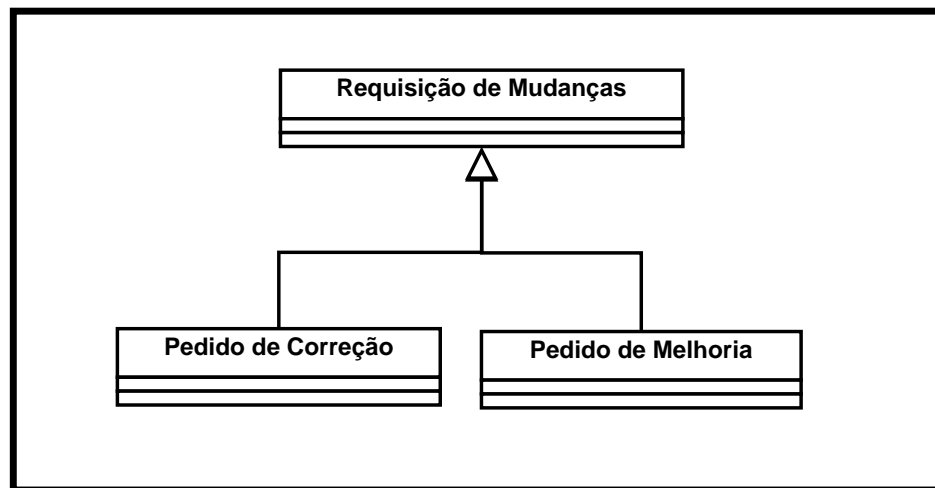 Requisição de Mudanças
Pedido de Correção
Pedido de Melhoria